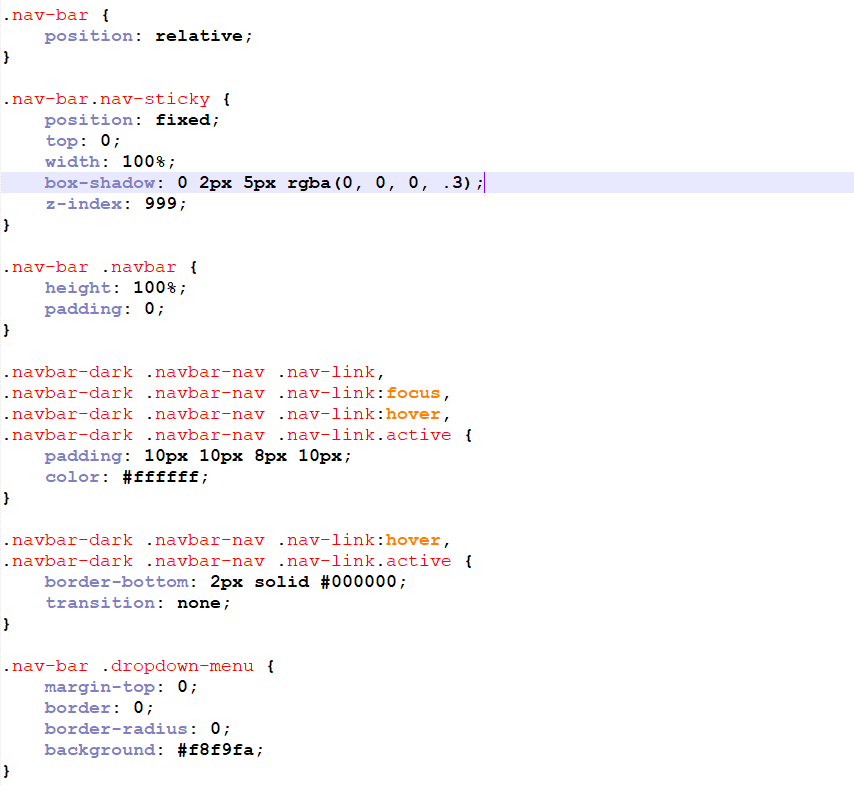 .nav-bar {
    position: relative;
}

.nav-bar.nav-sticky {
    position: fixed;
    top: 0;
    width: 100%;
    box-shadow: 0 2px 5px rgba(0, 0, 0, .3);
    z-index: 999;
}

.nav-bar .navbar {
    height: 100%;
    padding: 0;
}

.navbar-dark .navbar-nav .nav-link,
.navbar-dark .navbar-nav .nav-link:focus,
.navbar-dark .navbar-nav .nav-link:hover,
.navbar-dark .navbar-nav .nav-link.active {
    padding: 10px 10px 8px 10px;
    color: #ffffff;
}

.navbar-dark .navbar-nav .nav-link:hover,
.navbar-dark .navbar-nav .nav-link.active {
    border-bottom: 2px solid #000000;
    transition: none;
}

.nav-bar .dropdown-menu {
    margin-top: 0;
    border: 0;
    border-radius: 0;
    background: #f8f9fa;
}